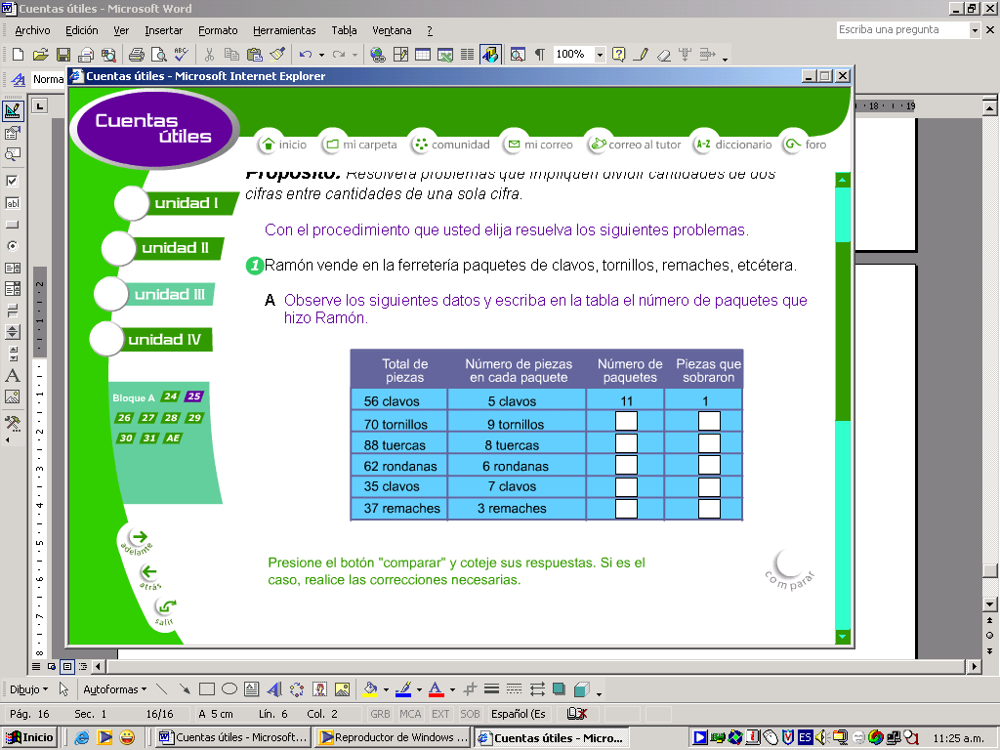 Cuentas útiles - Microsoft Word
Archivo Edición Ver Insertar Formato Herramientas Tabla Ventana ?
Escriba una pregunta
100%
Norma
Cuentas útiles - Microsoft Internet Explorer
18 19
Cuentas
útiles
inicio mi carpeta comunidad mi correo correo al tutor A-Z diccionario foro
Propósito. Resolverá problemas que impliquen dividir cantidades de dos
cifras entre cantidades de una sola cifra.
unidad I
unidad II
unidad III
unidad IV
Con el procedimiento que usted elija resuelva los siguientes problemas.
1 Ramón vende en la ferretería paquetes de clavos, tornillos, remaches, etcétera.
A Observe los siguientes datos y escriba en la tabla el número de paquetes que
hizo Ramón.
Bloque A 24 25
26 27 28 29
30 31 AE
Total de piezas Número de piezas en cada paquete Número de paquetes Piezas que sobraron
56 clavos 5 clavos 11 1
70 tornillos 9 tornillos
88 tuercas 8 tuercas
62 rondanas 6 rondanas
35 clavos 7 clavos
37 remaches 3 remaches
adelante
atrás
salir
Presione el botón "comparar" y coteje sus respuestas. Si es el
caso, realice las correcciones necesarias.
comparar
Dibujo Autoformas
Pág. 16 Sec. 1 16/16 A 5 cm Lín. 6 Col. 2 GRB MCA EXT SOB Español (Es
Inicio Cuentas útiles - Microsoft... Reproductor de Windows ... Cuentas útiles - Micro... ES 11:25 a.m.